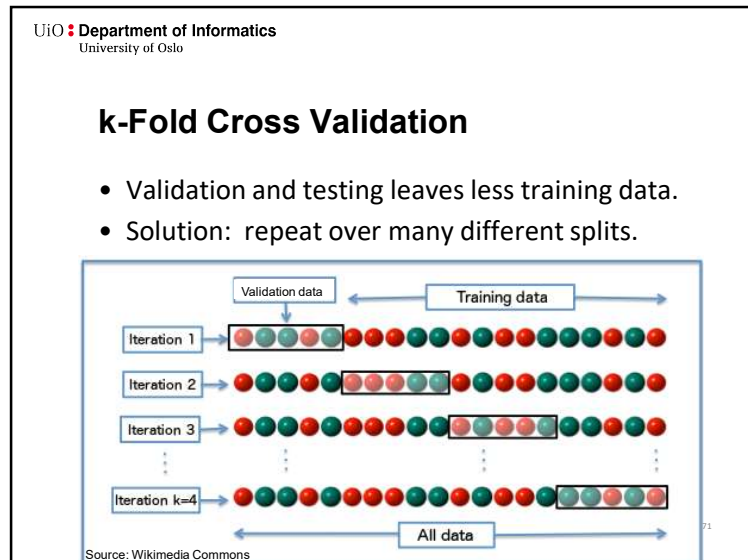 UiO : Department of Informatics
University of Oslo
k-Fold Cross Validation
• Validation and testing leaves less training data.
• Solution: repeat over many different splits.
Validation data
Training data
Iteration 1
Iteration 2
Iteration 3
Iteration k=4
All data
71
Source: Wikimedia Commons